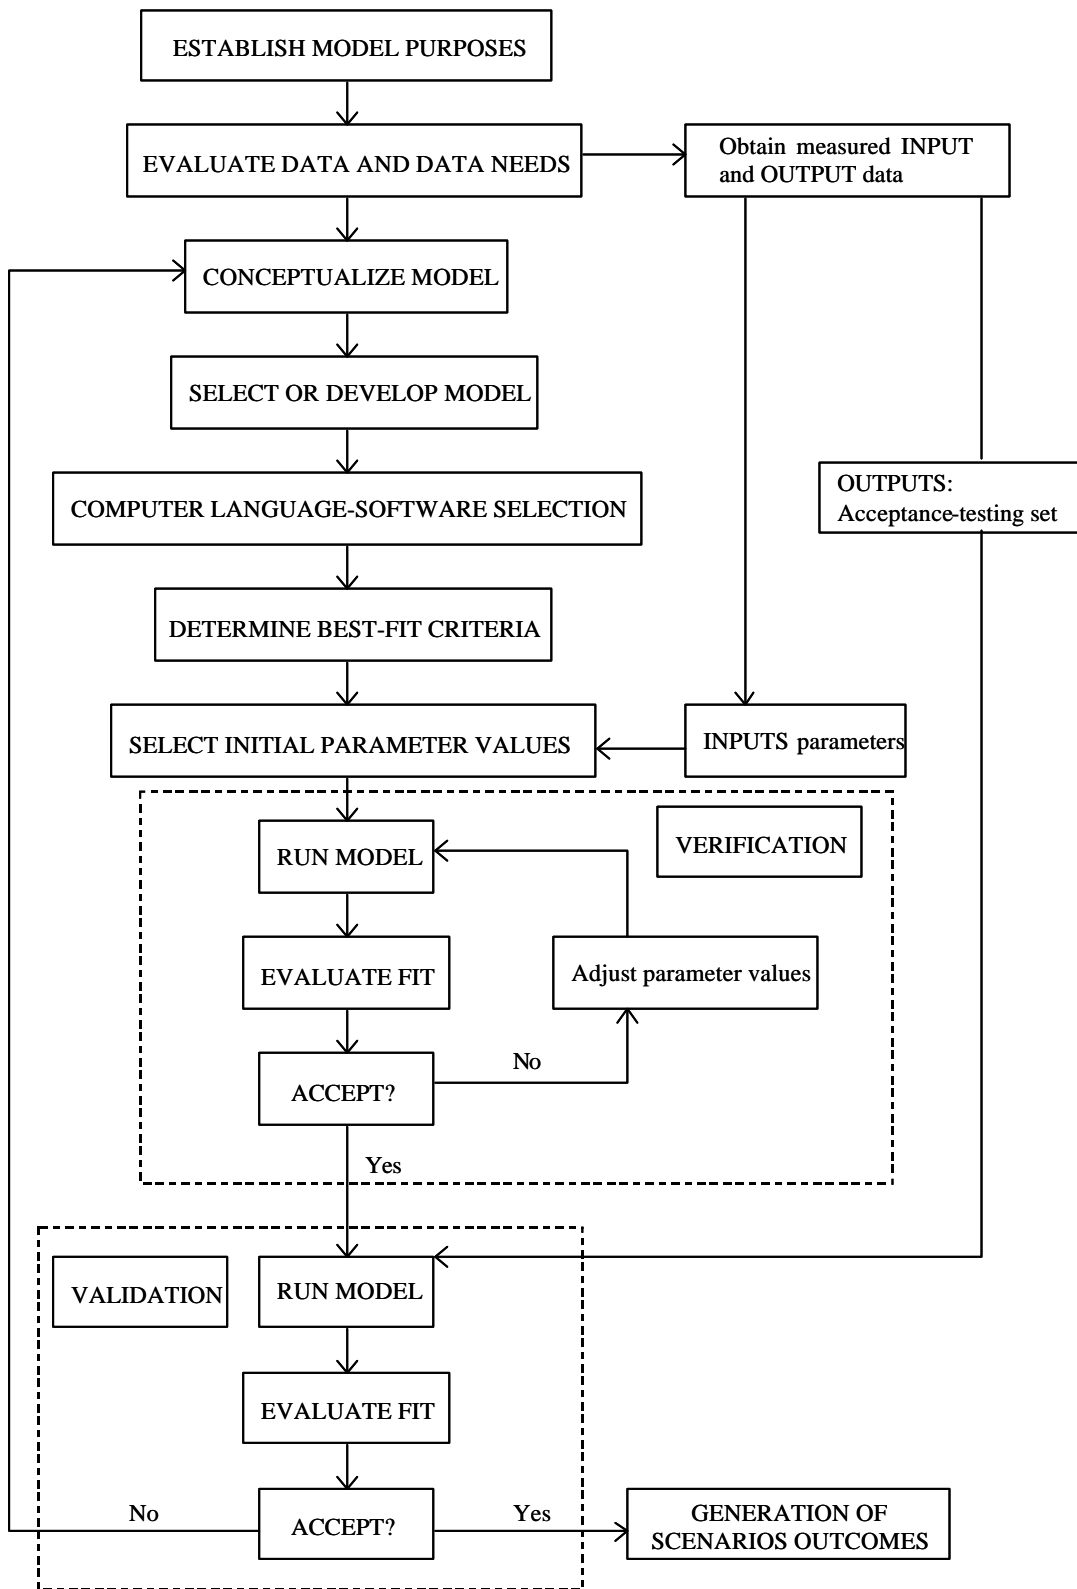 ESTABLISH MODEL PURPOSES
EVALUATE DATA AND DATA NEEDS
Obtain measured INPUT
and OUTPUT data
CONCEPTUALIZE MODEL
SELECT OR DEVELOP MODEL
COMPUTER LANGUAGE-SOFTWARE SELECTION
OUTPUTS:
Acceptance-testing set
DETERMINE BEST-FIT CRITERIA
SELECT INITIAL PARAMETER VALUES
INPUTS parameters
VERIFICATION
RUN MODEL
EVALUATE FIT
Adjust parameter values
ACCEPT?
No
Yes
VALIDATION
RUN MODEL
EVALUATE FIT
No
ACCEPT?
Yes
GENERATION OF
SCENARIOS OUTCOMES